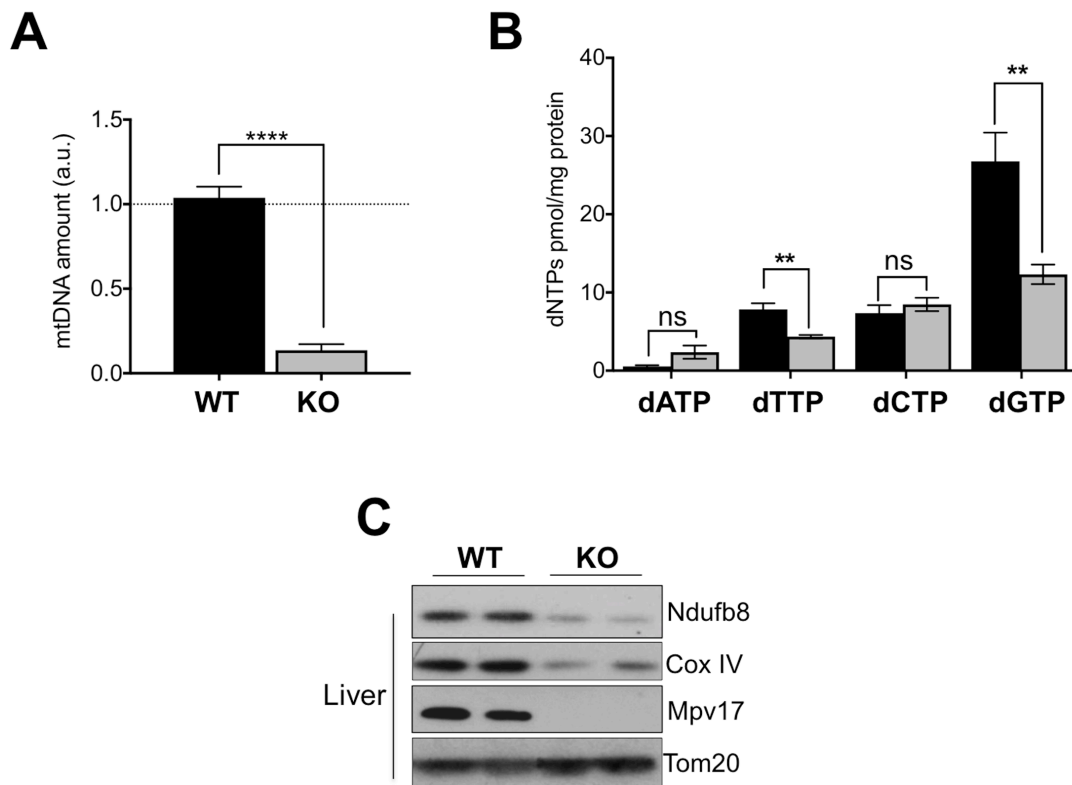 A
mtDNA amount (a.u.)
1.5
1.0
0.5
0.0
****
WT KO
B
dNTPs pmol/mg protein
40
30
20
10
0
ns
**
ns
**
dATP dTTP dCTP dGTP
C
WT KO
Liver
Ndufb8
Cox IV
Mpv17
Tom20